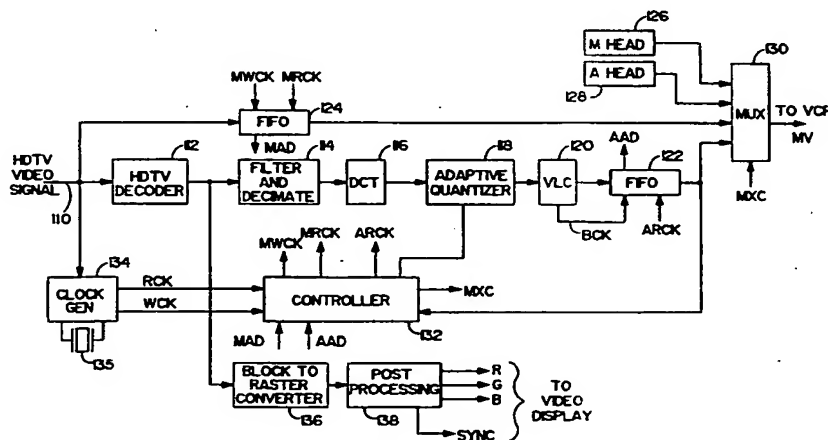 126
M HEAD
130
A HEAD
128
MUX
TO VCR
MV
MXC
MWCK MRCK
124
FIFO
MAD
AAD
HDTV
VIDEO
SIGNAL
110
112
HDTV
DECODER
114
FILTER
AND
DECIMATE
116
DCT
118
ADAPTIVE
QUANTIZER
120
VLC
122
FIFO
BCK
ARCK
MWCK
MRCK
ARCK
134
CLOCK
GEN
RCK
WCK
135
CONTROLLER
MXC
132
MAD
AAD
BLOCK TO
RASTER
CONVERTER
136
POST
PROCESSING
138
R
G
B
SYNC
TO
VIDEO
DISPLAY